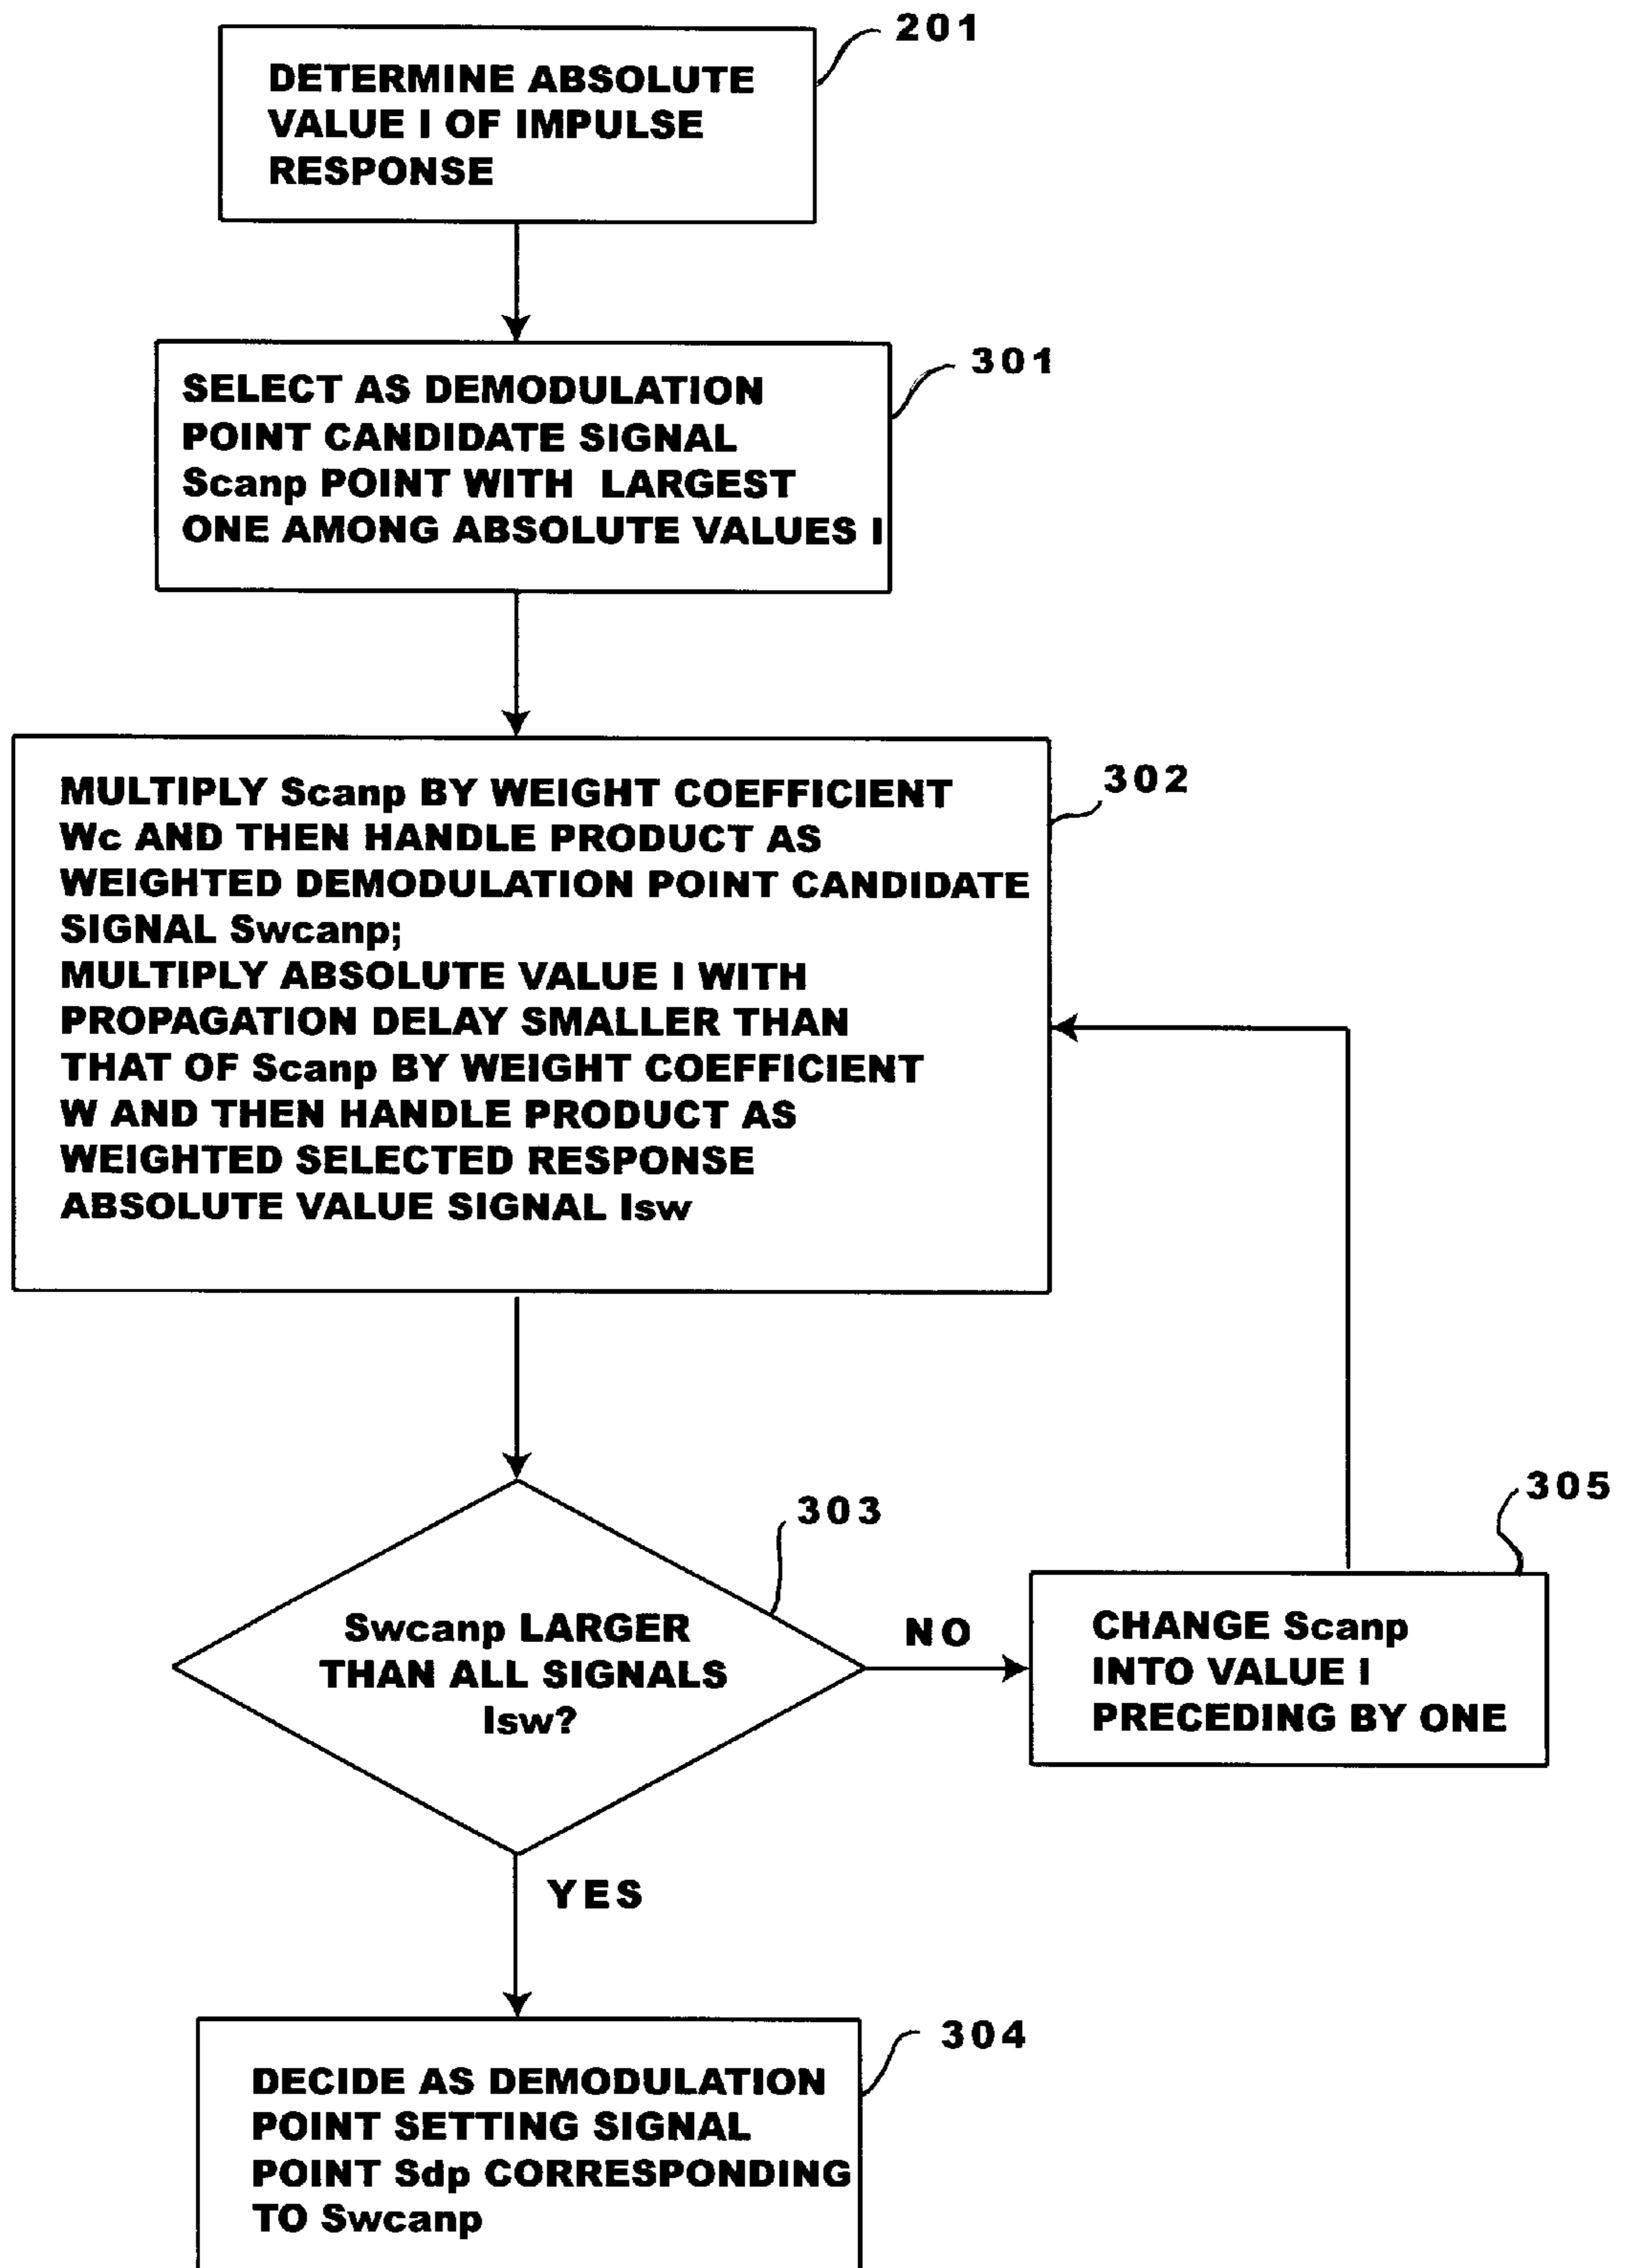 201
DETERMINE ABSOLUTE
VALUE I OF IMPULSE
RESPONSE
301
SELECT AS DEMODULATION
POINT CANDIDATE SIGNAL
Scanp POINT WITH LARGEST
ONE AMONG ABSOLUTE VALUES I
302
MULTIPLY Scanp BY WEIGHT COEFFICIENT
Wc AND THEN HANDLE PRODUCT AS
WEIGHTED DEMODULATION POINT CANDIDATE
SIGNAL Swcanp;
MULTIPLY ABSOLUTE VALUE I WITH
PROPAGATION DELAY SMALLER THAN
THAT OF Scanp BY WEIGHT COEFFICIENT
W AND THEN HANDLE PRODUCT AS
WEIGHTED SELECTED RESPONSE
ABSOLUTE VALUE SIGNAL Isw
303
Swcanp LARGER
THAN ALL SIGNALS
Isw?
NO
305
CHANGE Scanp
INTO VALUE I
PRECEDING BY ONE
YES
304
DECIDE AS DEMODULATION
POINT SETTING SIGNAL
POINT Sdp CORRESPONDING
TO Swcanp